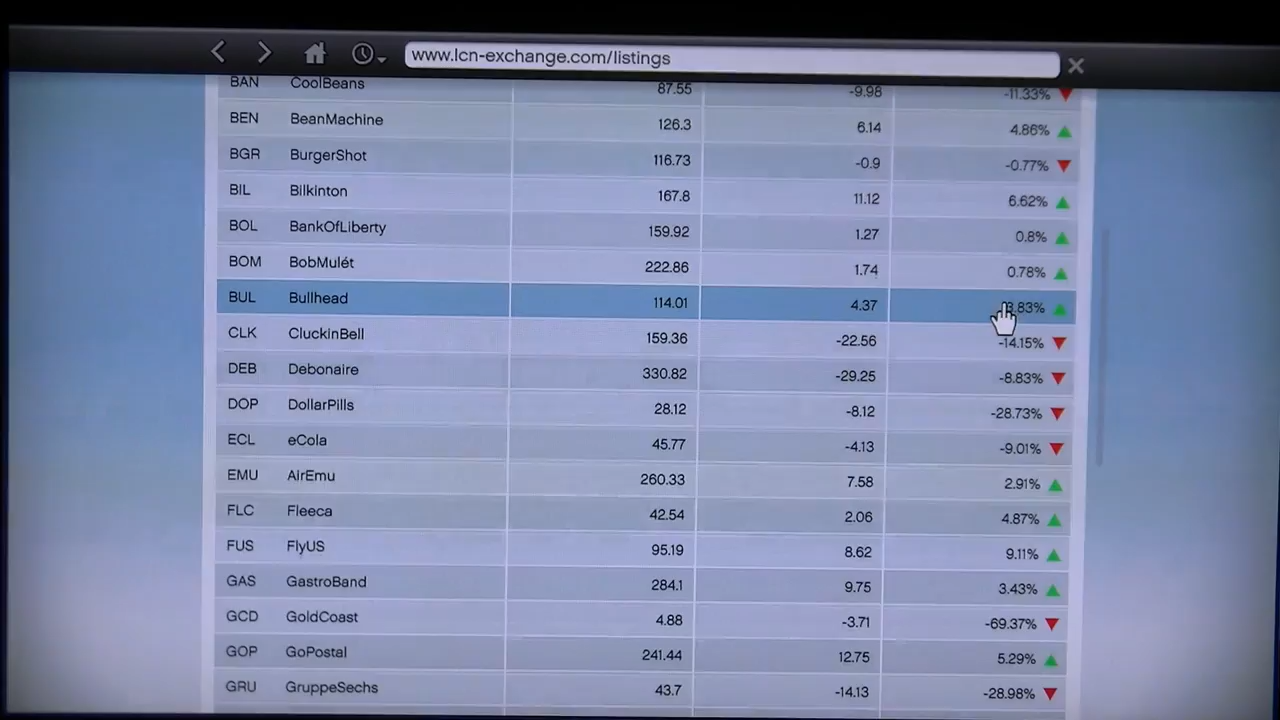 www.lcn-exchange.com/listings
BAN CoolBeans 87.55 -9.98 -11.33%
BEN BeanMachine 126.3 6.14 4.86%
BGR BurgerShot 116.73 -0.9 -0.77%
BIL Bilkinton 167.8 11.12 6.62%
BOL BankOfLiberty 159.92 1.27 0.8%
BOM BobMulét 222.86 1.74 0.78%
BUL Bullhead 114.01 4.37 3.83%
CLK CluckinBell 159.36 -22.56 -14.15%
DEB Debonaire 330.82 -29.25 -8.83%
DOP DollarPills 28.12 -8.12 -28.73%
ECL eCola 45.77 -4.13 -9.01%
EMU AirEmu 260.33 7.58 2.91%
FLC Fleeca 42.54 2.06 4.87%
FUS FlyUS 95.19 8.62 9.11%
GAS GastroBand 284.1 9.75 3.43%
GCD GoldCoast 4.88 -3.71 -69.37%
GOP GoPostal 241.44 12.75 5.29%
GRU GruppeSechs 43.7 -14.13 -28.98%